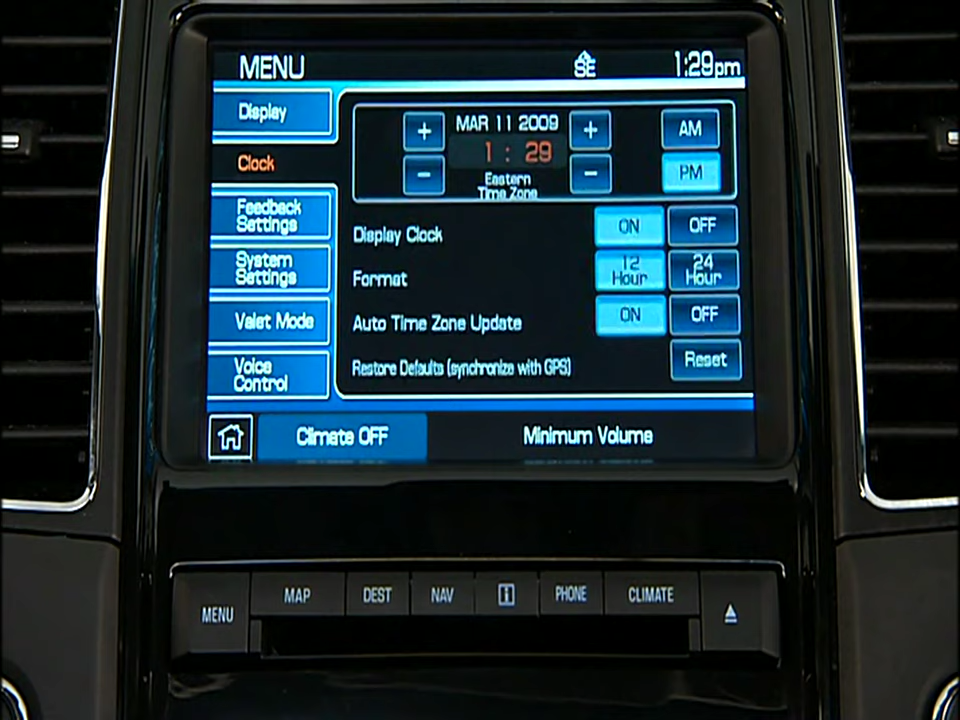 MENU
SE
1:29pm
Display
Clock
Feedback
Settings
System
Settings
Valet Mode
Voice
Control
+
MAR 11 2009
+
AM
1 : 29
−
Eastern
Time Zone
−
PM
Display Clock
ON
OFF
Format
12
Hour
24
Hour
Auto Time Zone Update
ON
OFF
Restore Defaults (synchronize with GPS)
Reset
Climate OFF
Minimum Volume
MENU
MAP
DEST
NAV
i
PHONE
CLIMATE